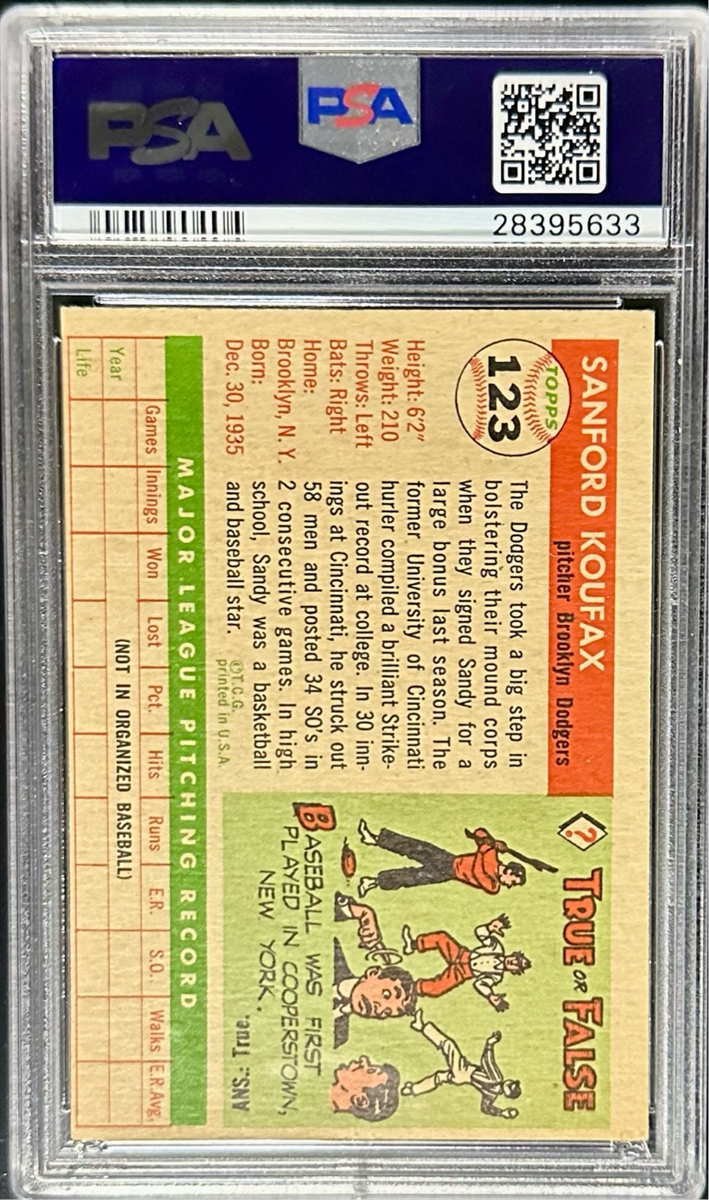 PSA
PSA
28395633
TOPPS
123
SANFORD KOUFAX
pitcher Brooklyn Dodgers
Height: 6'2"
Weight: 210
Throws: Left
Bats: Right
Home:
Brooklyn, N. Y.
Born:
Dec. 30, 1935
The Dodgers took a big step in
bolstering their mound corps
when they signed Sandy for a
large bonus last season. The
former University of Cincinnati
hurler compiled a brilliant Strike-
out record at college. In 30 inn-
ings at Cincinnati, he struck out
58 men and posted 34 SO's in
2 consecutive games. In high
school, Sandy was a basketball
and baseball star.
©T.C.G.
printed in U.S.A.
?
TRUE OR FALSE
BASEBALL WAS FIRST
PLAYED IN COOPERSTOWN,
NEW YORK.
ANS.: True.
MAJOR LEAGUE PITCHING RECORD
Games Innings Won Lost Pct. Hits Runs E.R. S.O. Walks E.R.Avg.
Year (NOT IN ORGANIZED BASEBALL)
Life